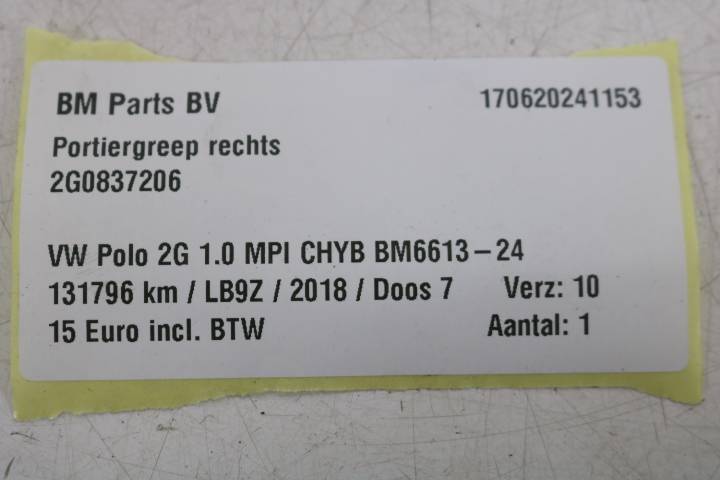 BM Parts BV 170620241153
Portiergreep rechts
2G0837206
VW Polo 2G 1.0 MPI CHYB BM6613-24
131796 km / LB9Z / 2018 / Doos 7 Verz: 10
15 Euro incl. BTW Aantal: 1